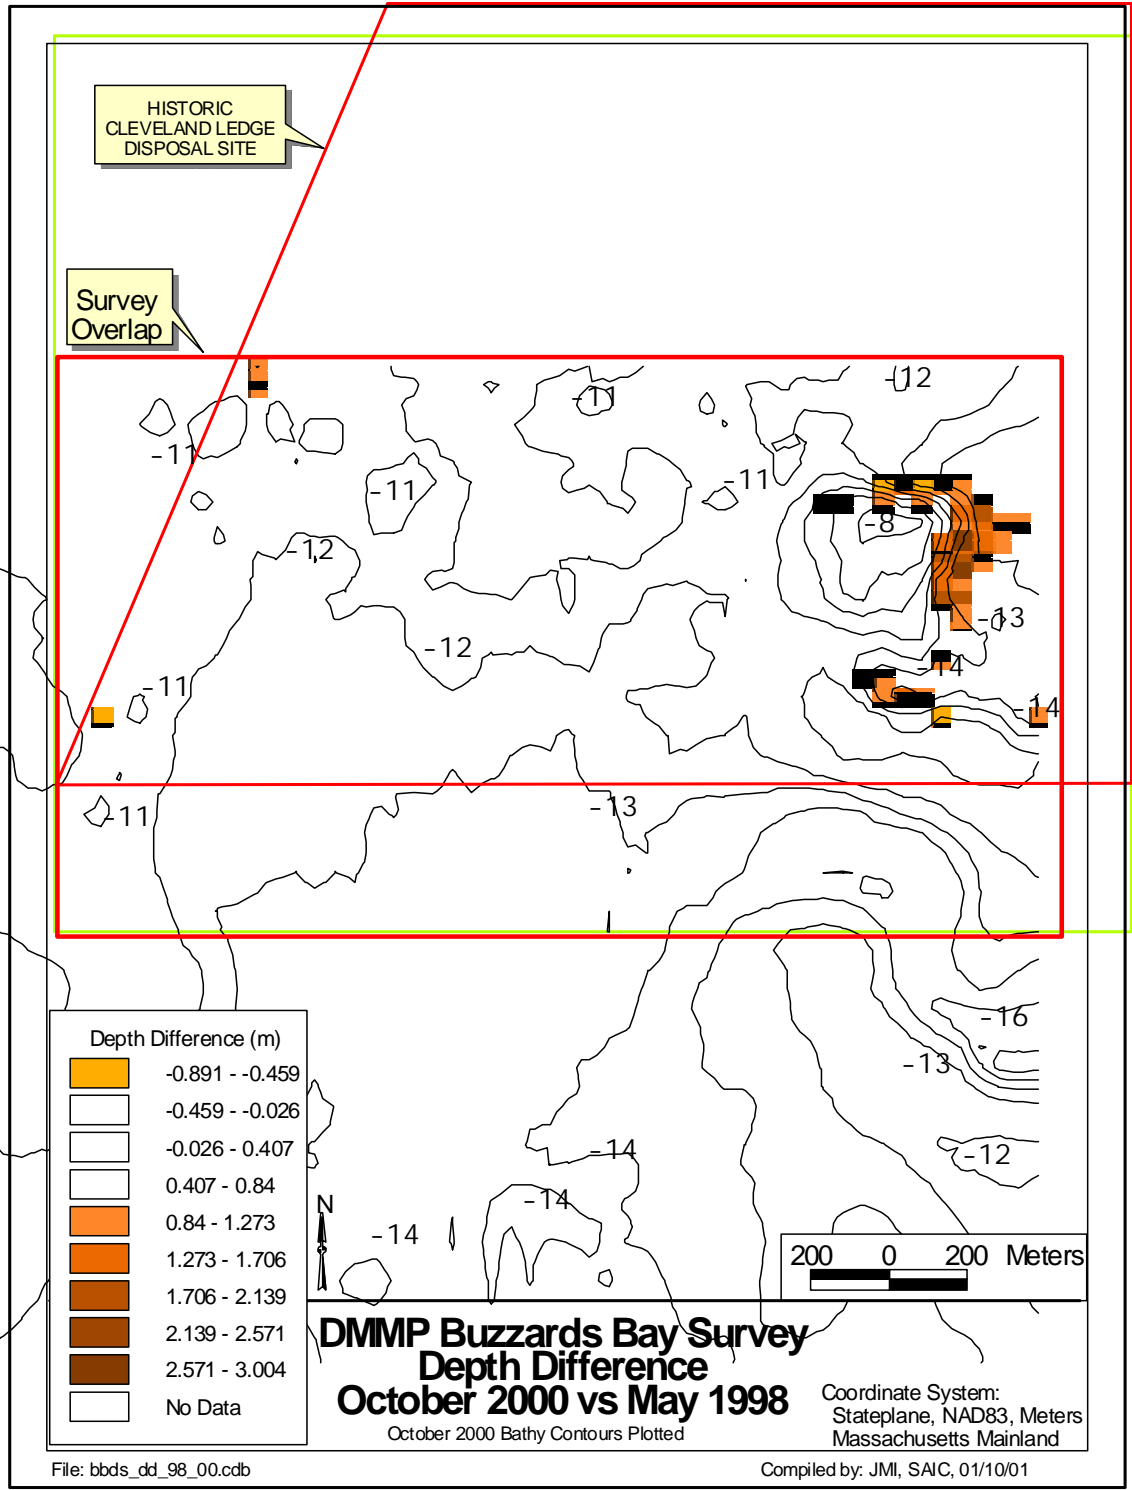 HISTORIC
CLEVELAND LEDGE
DISPOSAL SITE
Survey
Overlap
-12
-11
-11
-11
-11
-8
-12
-13
-12
-14
-11
-14
-13
-11
-16
-13
-14
-12
-14
-14
Depth Difference (m)
-0.891 - -0.459
-0.459 - -0.026
-0.026 - 0.407
0.407 - 0.84
0.84 - 1.273
1.273 - 1.706
1.706 - 2.139
2.139 - 2.571
2.571 - 3.004
No Data
N
200 0 200 Meters
DMMP Buzzards Bay Survey
Depth Difference
October 2000 vs May 1998
October 2000 Bathy Contours Plotted
Coordinate System:
Stateplane, NAD83, Meters
Massachusetts Mainland
File: bbds_dd_98_00.cdb
Compiled by: JMI, SAIC, 01/10/01